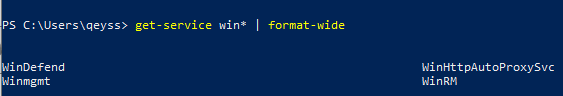 PS C:\Users\qeyss> get-service win* | format-wide
WinDefend WinHttpAutoProxySvc
Winmgmt WinRM